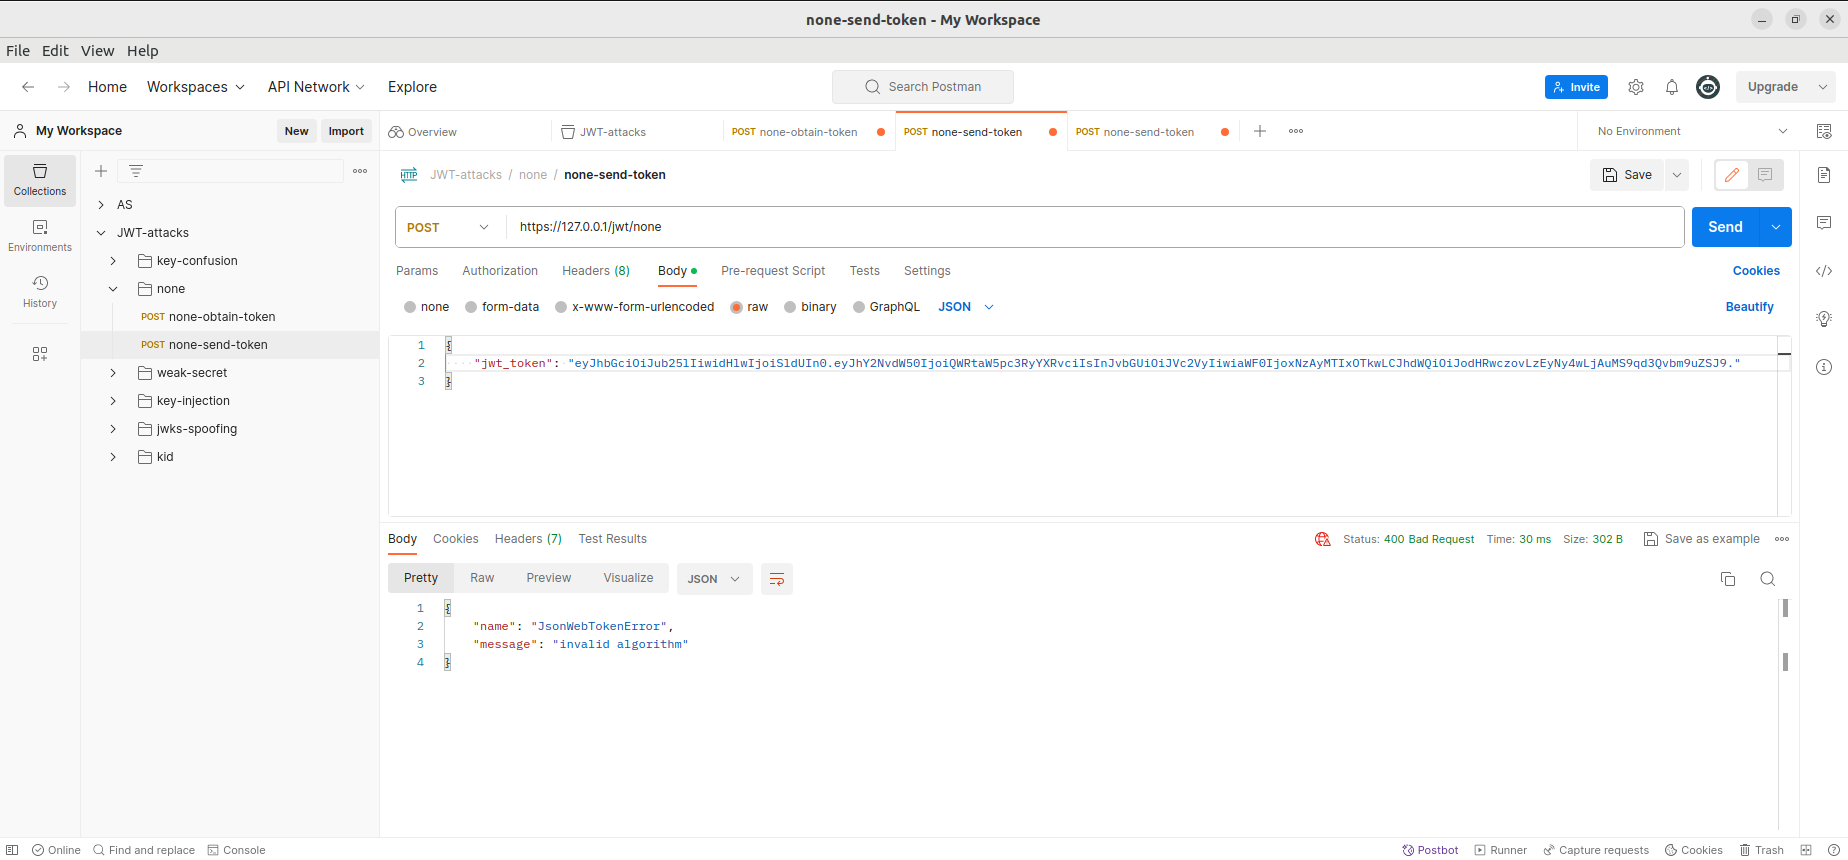 none-send-token - My Workspace
File Edit View Help
Home Workspaces API Network Explore Search Postman Invite Upgrade
My Workspace New Import Overview JWT-attacks POST none-obtain-token POST none-send-token POST none-send-token No Environment
Collections
Environments
History
AS
JWT-attacks
key-confusion
none
POST none-obtain-token
POST none-send-token
weak-secret
key-injection
jwks-spoofing
kid
HTTP JWT-attacks / none / none-send-token Save
POST https://127.0.0.1/jwt/none Send
Params Authorization Headers (8) Body Pre-request Script Tests Settings Cookies
none form-data x-www-form-urlencoded raw binary GraphQL JSON Beautify
1 {
2 "jwt_token": "eyJhbGciOiJub25lIiwidHlwIjoiSldUIn0.eyJhY2NvdW50IjoiQWRtaW5pc3RyYXRvciIsInJvbGUiOiJVc2VyIiwiaWF0IjoxNzAyMTIxOTkwLCJhdWQiOiJodHRwczovLzEyNy4wLjAuMS9qd3Qvbm9uZSJ9."
3 }
Body Cookies Headers (7) Test Results Status: 400 Bad Request Time: 30 ms Size: 302 B Save as example
Pretty Raw Preview Visualize JSON
1 {
2 "name": "JsonWebTokenError",
3 "message": "invalid algorithm"
4 }
Online Find and replace Console Postbot Runner Capture requests Cookies Trash